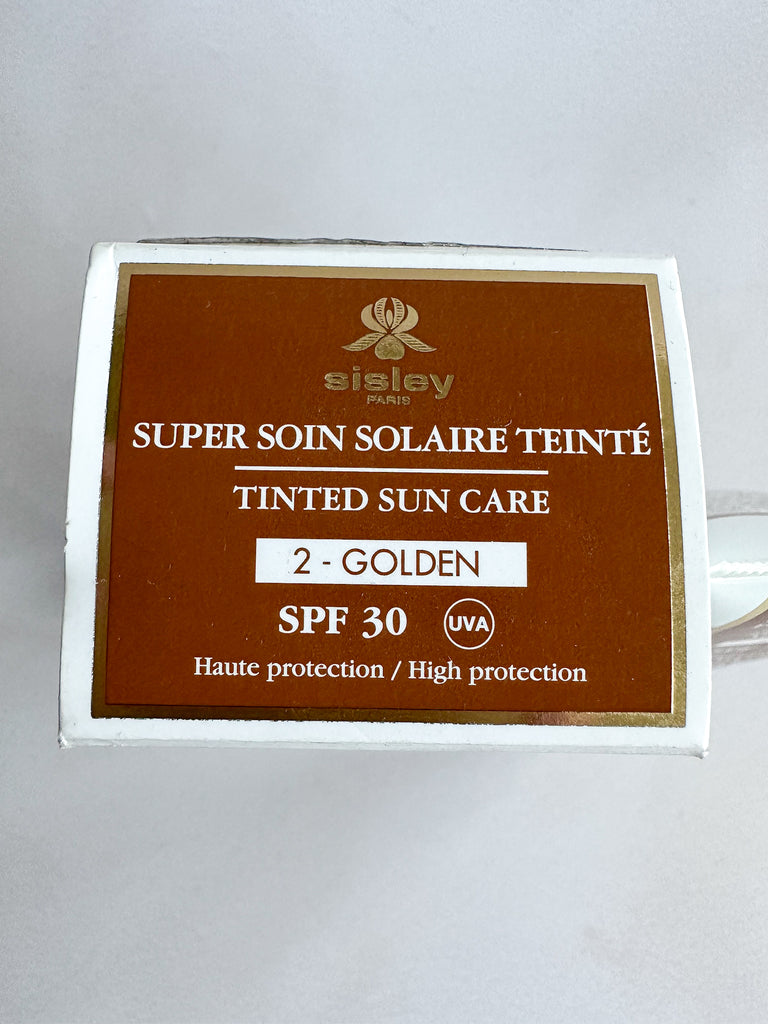 sisley
PARIS
SUPER SOIN SOLAIRE TEINTÉ
TINTED SUN CARE
2 - GOLDEN
SPF 30 UVA
Haute protection / High protection